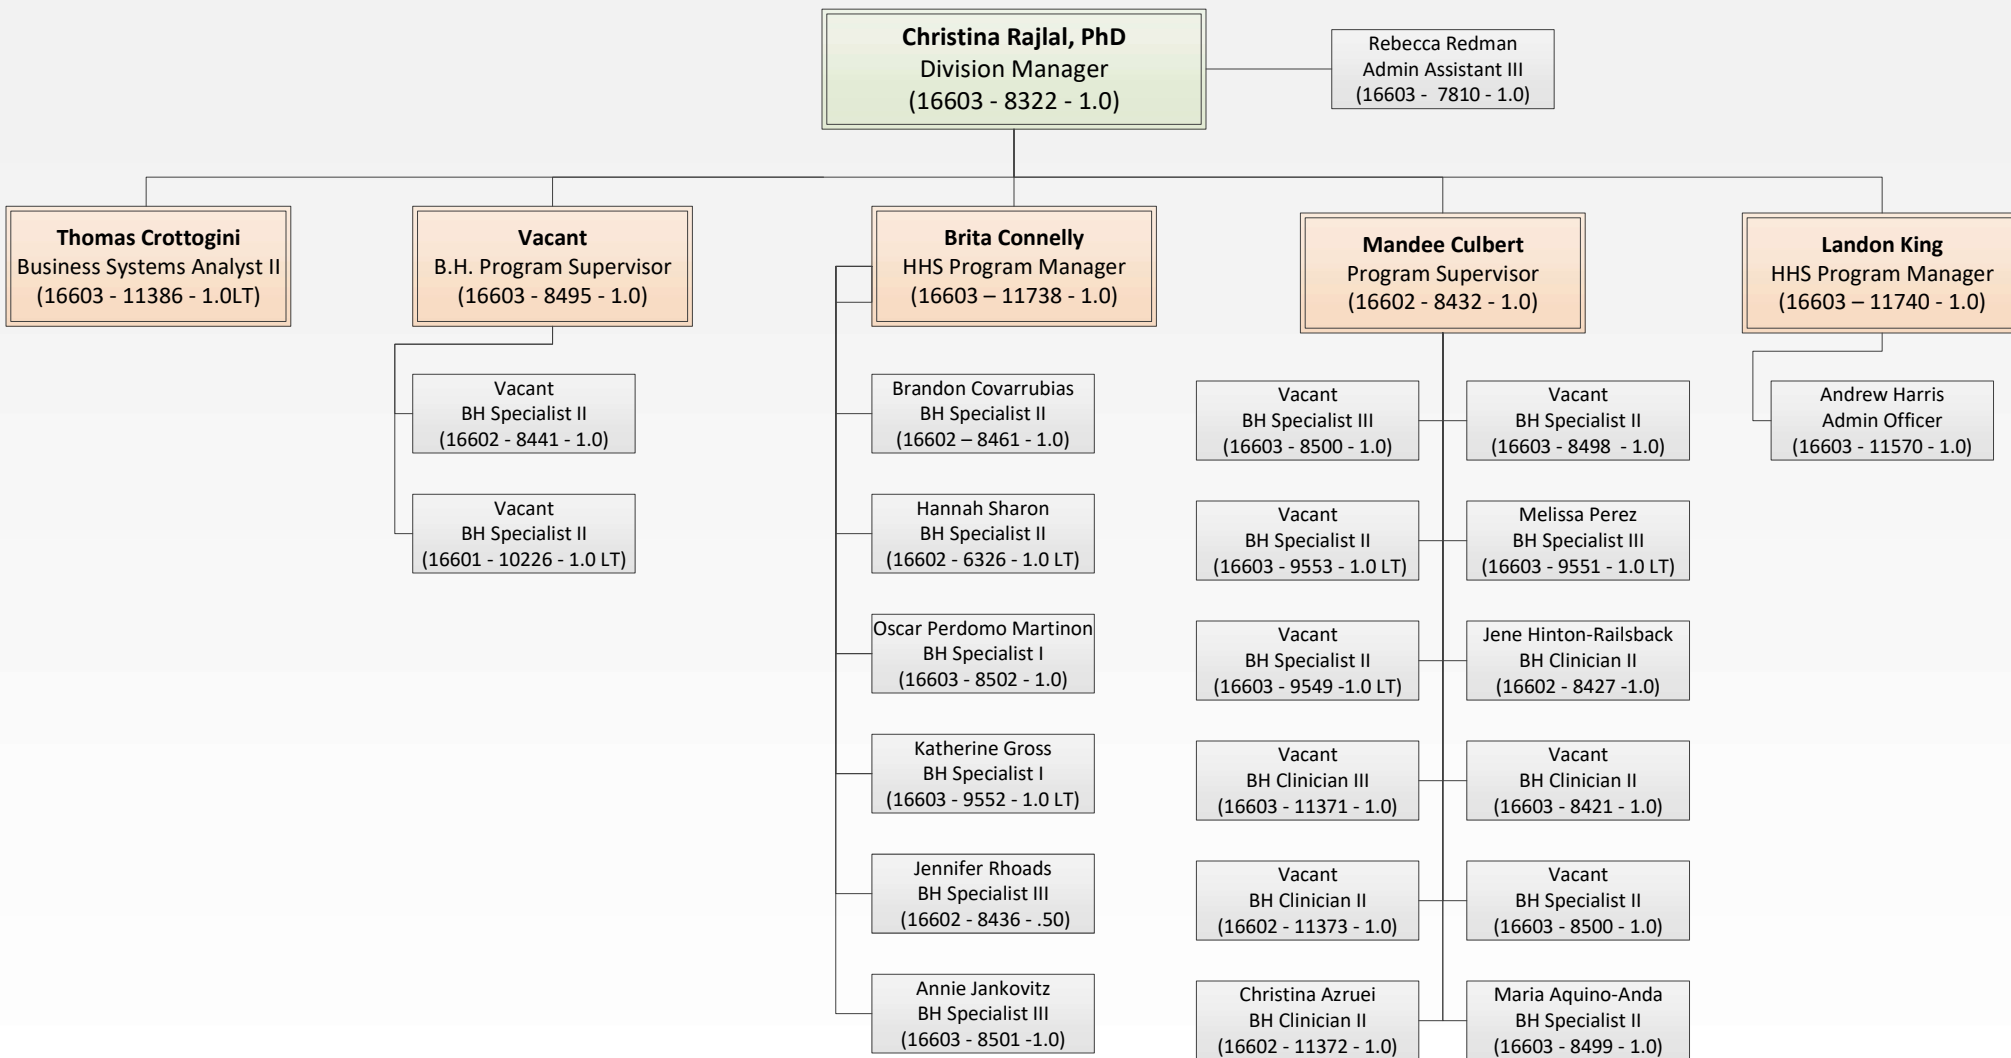 Christina Rajlal, PhD
Division Manager
(16603 - 8322 - 1.0)
Rebecca Redman
Admin Assistant III
(16603 -  7810 - 1.0)
Thomas Crottogini
Business Systems Analyst II
(16603 - 11386 - 1.0LT)
Vacant
B.H. Program Supervisor
(16603 - 8495 - 1.0)
Brita Connelly
HHS Program Manager
(16603 – 11738 - 1.0)
Mandee Culbert
Program Supervisor
(16602 - 8432 - 1.0)
Landon King
HHS Program Manager
(16603 – 11740 - 1.0)
Vacant
BH Specialist II
(16602 - 8441 - 1.0)
Vacant
BH Specialist II
(16601 - 10226 - 1.0 LT)
Brandon Covarrubias
BH Specialist II
(16602 – 8461 - 1.0)
Hannah Sharon
BH Specialist II
(16602 - 6326 - 1.0 LT)
Oscar Perdomo Martinon
BH Specialist I
(16603 - 8502 - 1.0)
Katherine Gross
BH Specialist I
(16603 - 9552 - 1.0 LT)
Jennifer Rhoads
BH Specialist III
(16602 - 8436 - .50)
Annie Jankovitz
BH Specialist III
(16603 - 8501 -1.0)
Vacant
BH Specialist III
(16603 - 8500 - 1.0)
Vacant
BH Specialist II
(16603 - 8498  - 1.0)
Vacant
BH Specialist II
(16603 - 9553 - 1.0 LT)
Melissa Perez
BH Specialist III
(16603 - 9551 - 1.0 LT)
Vacant
BH Specialist II
(16603 - 9549 -1.0 LT)
Jene Hinton-Railsback
BH Clinician II
(16602 - 8427 -1.0)
Vacant
BH Clinician III
(16603 - 11371 - 1.0)
Vacant
BH Clinician II
(16603 - 8421 - 1.0)
Vacant
BH Clinician II
(16602 - 11373 - 1.0)
Vacant
BH Specialist II
(16603 - 8500 - 1.0)
Christina Azruei
BH Clinician II
(16602 - 11372 - 1.0)
Maria Aquino-Anda
BH Specialist II
(16603 - 8499 - 1.0)
Andrew Harris
Admin Officer
(16603 - 11570 - 1.0)